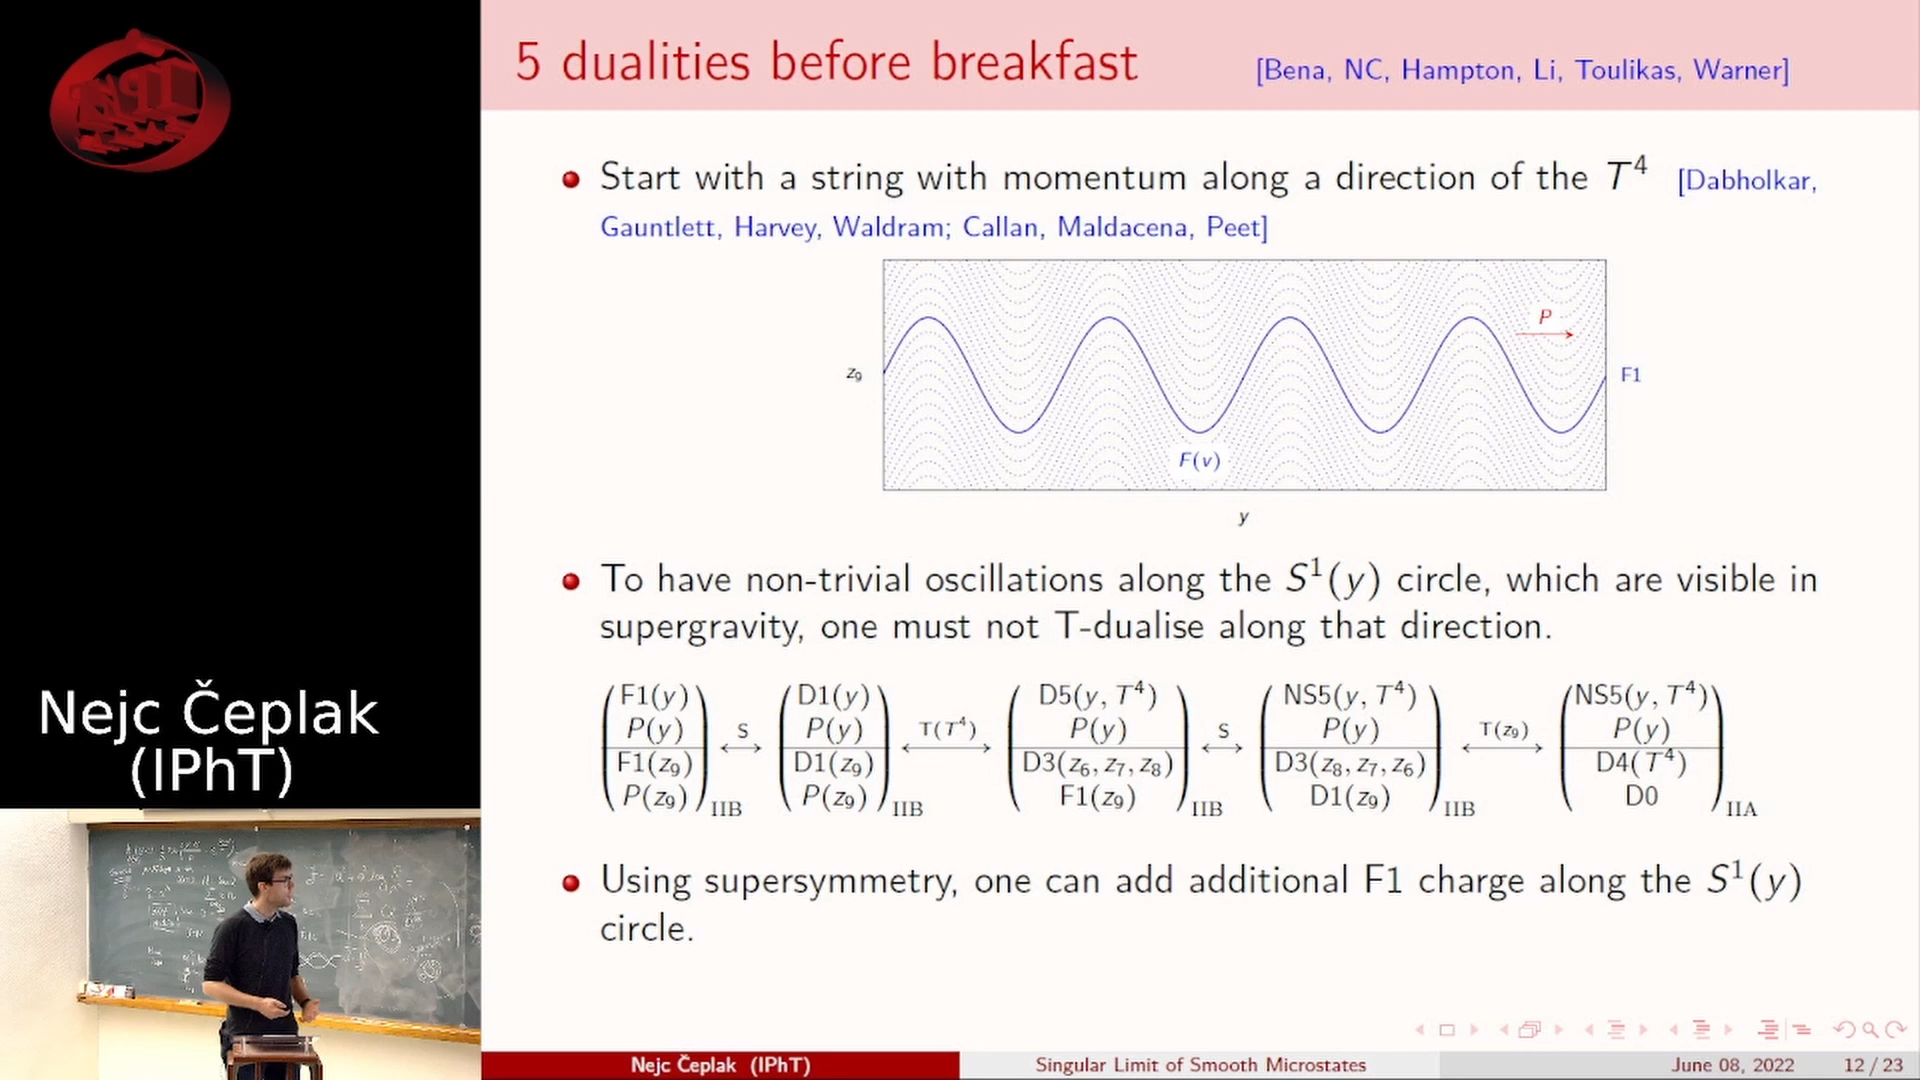 5 dualities before breakfast
[Bena, NC, Hampton, Li, Toulikas, Warner]
Start with a string with momentum along a direction of the T⁴ [Dabholkar,
Gauntlett, Harvey, Waldram; Callan, Maldacena, Peet]
P
z₉
F1
F(v)
y
To have non-trivial oscillations along the S¹(y) circle, which are visible in
supergravity, one must not T-dualise along that direction.
F1(y) D1(y) D5(y, T⁴) NS5(y, T⁴) NS5(y, T⁴)
P(y) S P(y) T(T⁴) P(y) S P(y) T(z₉) P(y)
F1(z₉) D1(z₉) D3(z₆, z₇, z₈) D3(z₈, z₇, z₆) D4(T⁴)
P(z₉) IIB P(z₉) IIB F1(z₉) IIB D1(z₉) IIB D0 IIA
Using supersymmetry, one can add additional F1 charge along the S¹(y)
circle.
Nejc Čeplak (IPhT) Singular Limit of Smooth Microstates June 08, 2022 12 / 23
Nejc Čeplak
(IPhT)